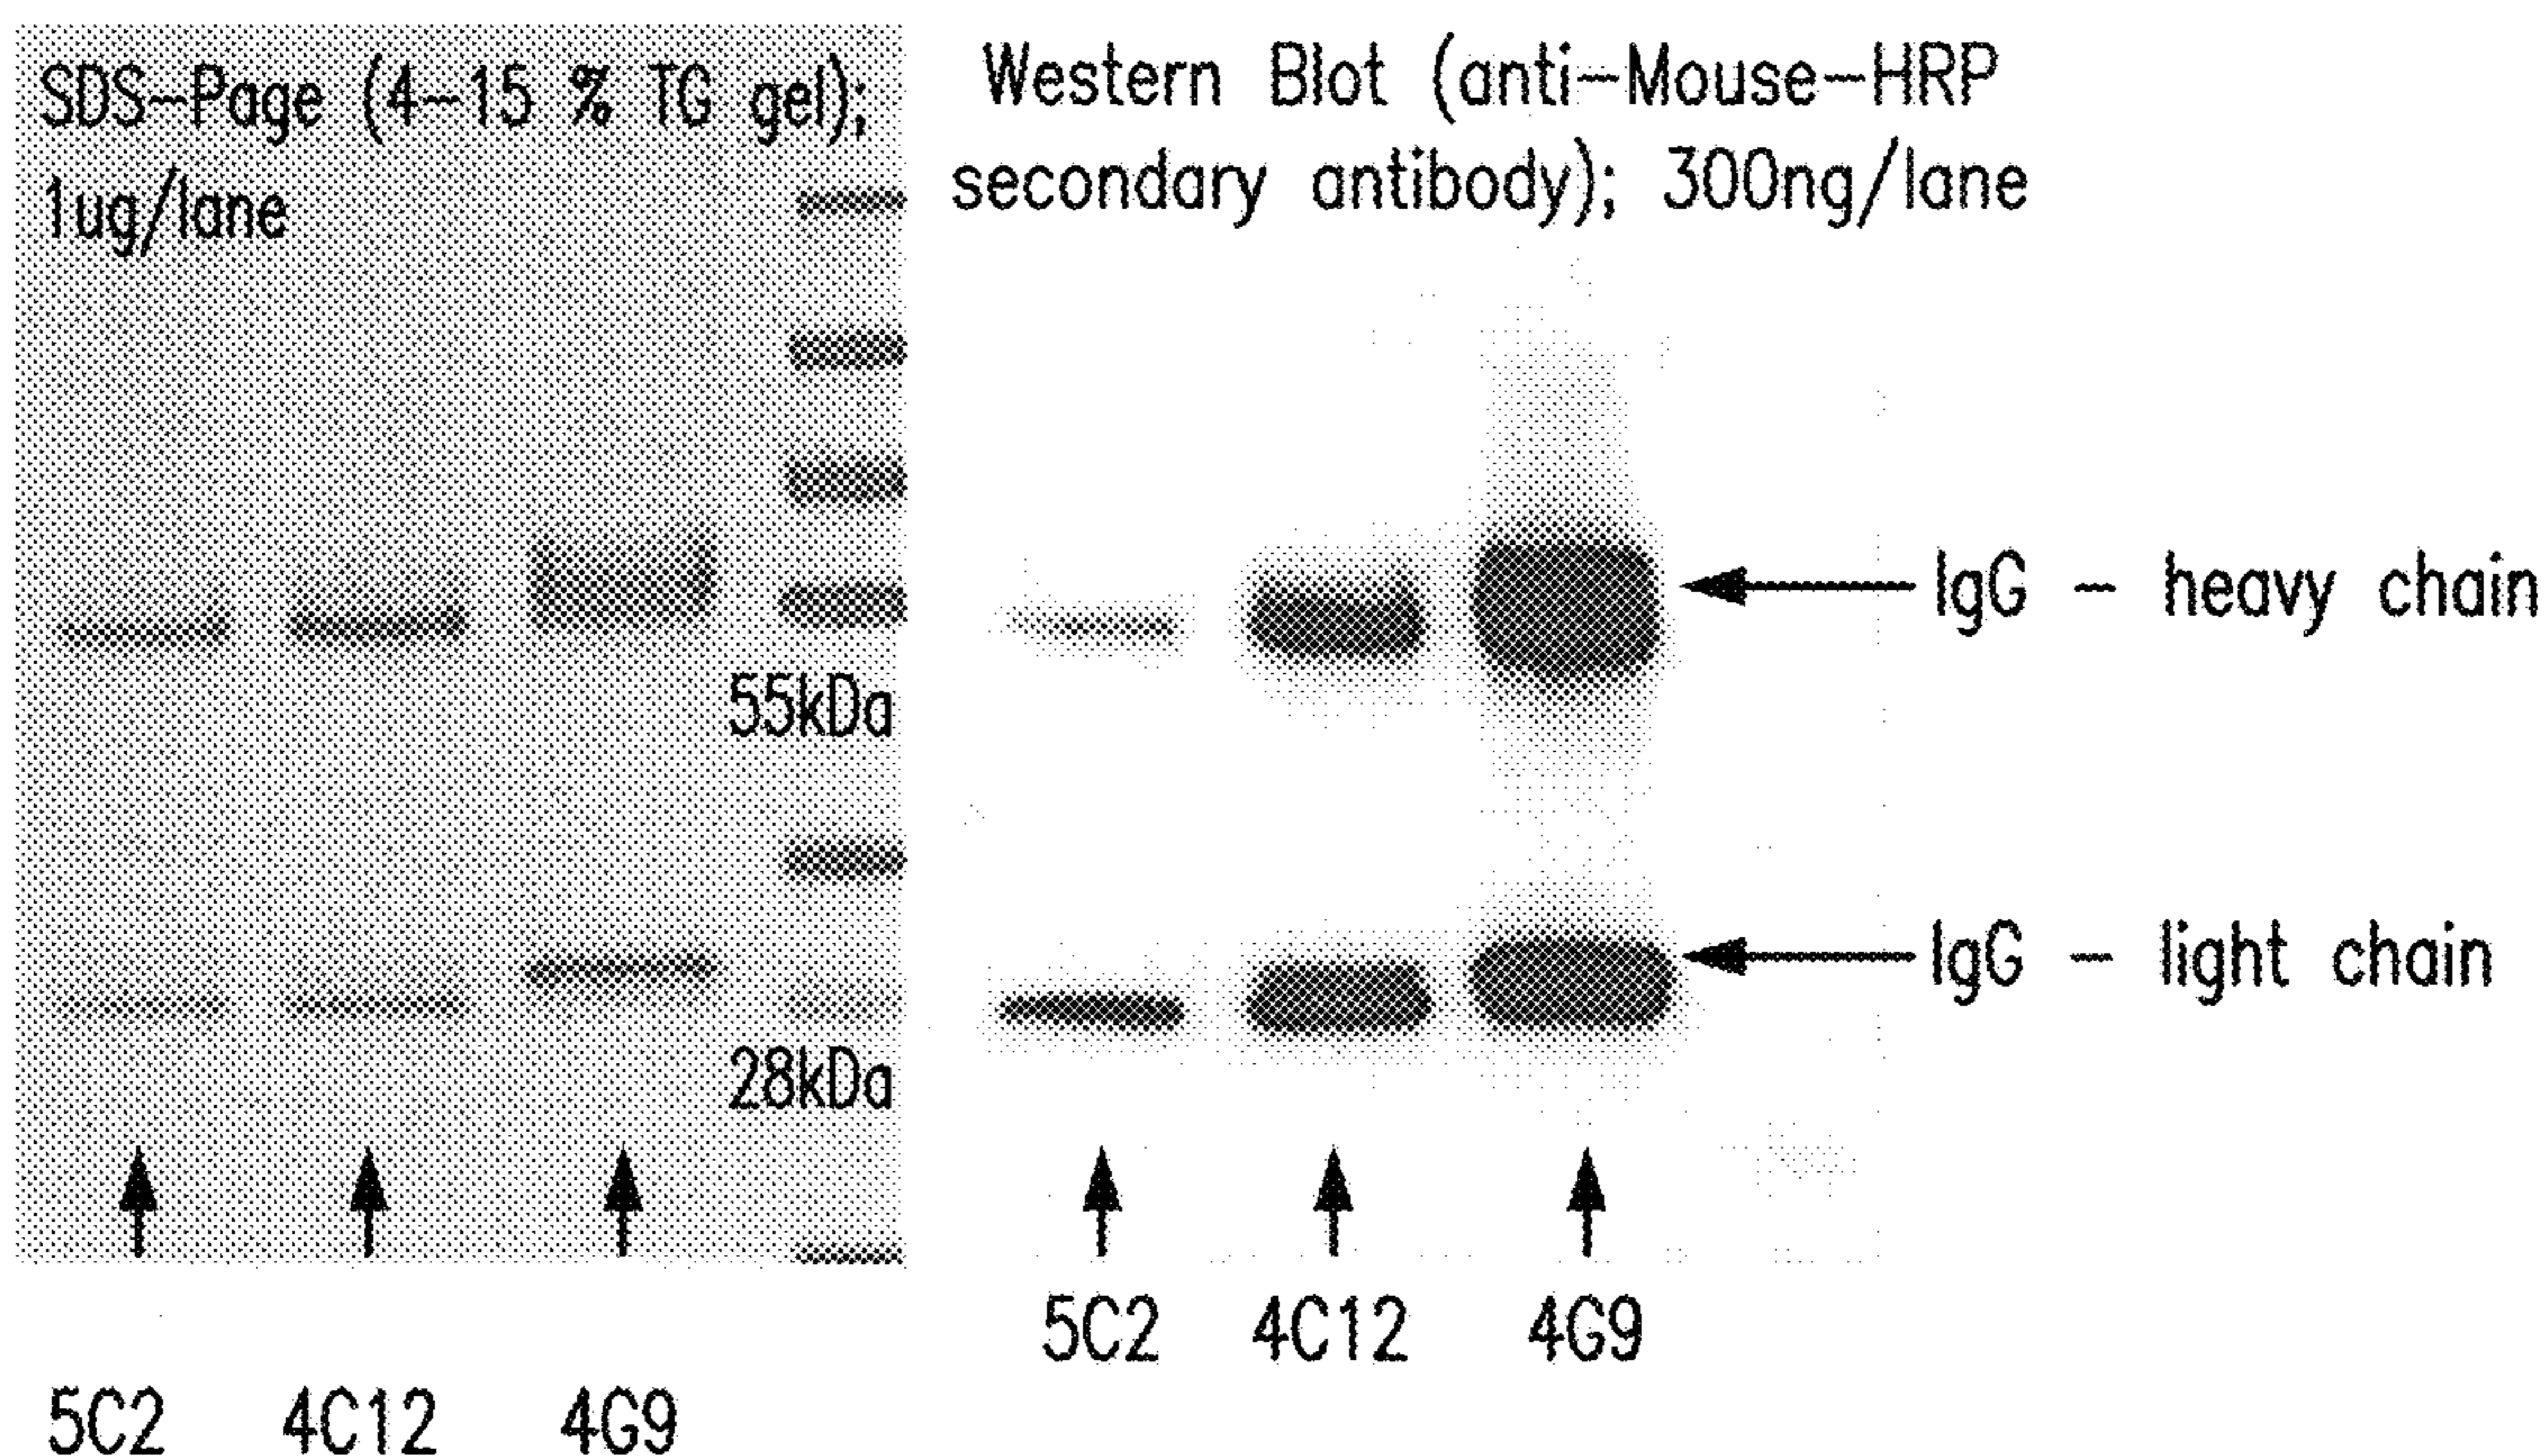 SDS-Page (4-15 % TG gel);
1ug/lane
55kDa
28kDa
5C2 4C12 4G9
Western Blot (anti-Mouse-HRP
secondary antibody); 300ng/lane
IgG - heavy chain
IgG - light chain
5C2 4C12 4G9